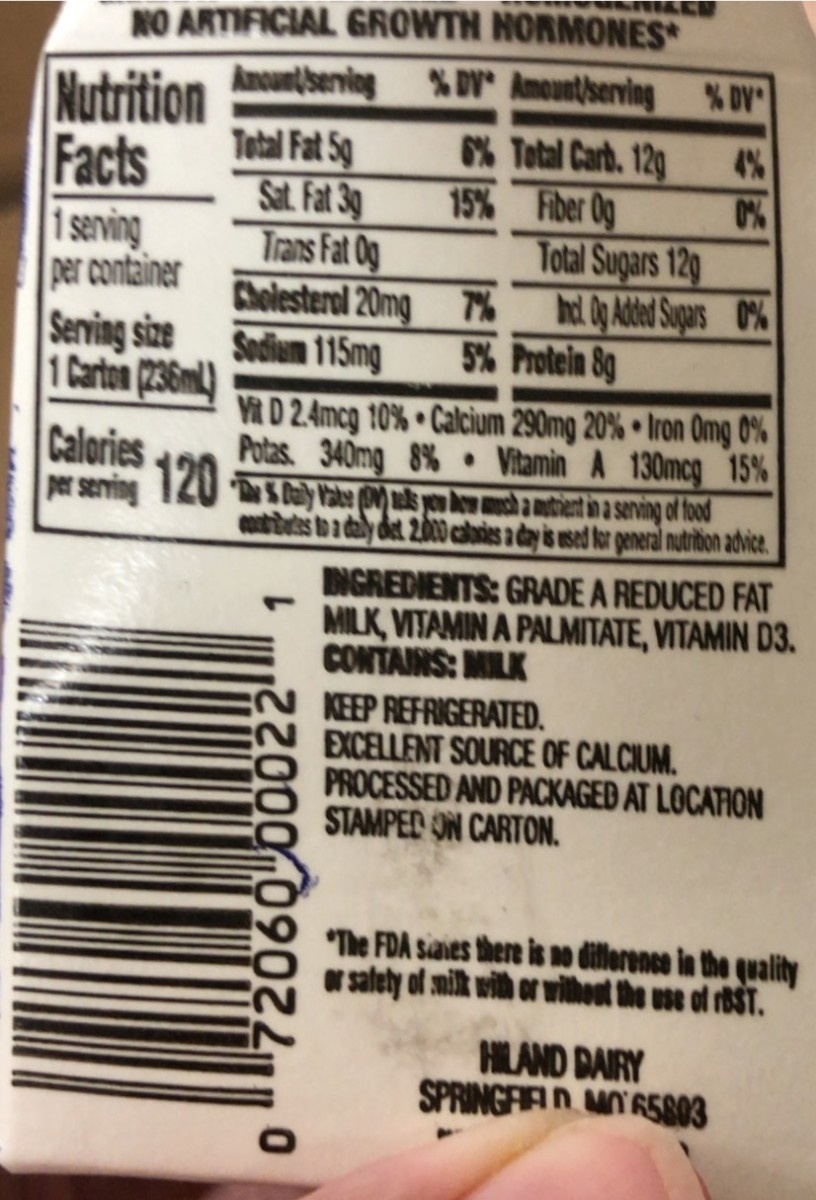 NO ARTIFICIAL GROWTH HORMONES*
Nutrition
Facts
1 serving
per container
Serving size
1 Carton (236mL)
Calories
per serving 120
Amount/serving % DV*
Total Fat 5g 6%
Sat. Fat 3g 15%
Trans Fat 0g
Cholesterol 20mg 7%
Sodium 115mg 5%
Amount/serving % DV*
Total Carb. 12g 4%
Fiber 0g 0%
Total Sugars 12g
Incl. 0g Added Sugars 0%
Protein 8g
Vit D 2.4mcg 10% • Calcium 290mg 20% • Iron 0mg 0%
Potas. 340mg 8% • Vitamin A 130mcg 15%
*The % Daily Value (DV) tells you how much a nutrient in a serving of food
contributes to a daily diet. 2,000 calories a day is used for general nutrition advice.
INGREDIENTS: GRADE A REDUCED FAT
MILK, VITAMIN A PALMITATE, VITAMIN D3.
CONTAINS: MILK
KEEP REFRIGERATED.
EXCELLENT SOURCE OF CALCIUM.
PROCESSED AND PACKAGED AT LOCATION
STAMPED ON CARTON.
*The FDA states there is no difference in the quality
or safety of milk with or without the use of rBST.
HILAND DAIRY
SPRINGFIELD, MO 65803
0 72060 00022 1